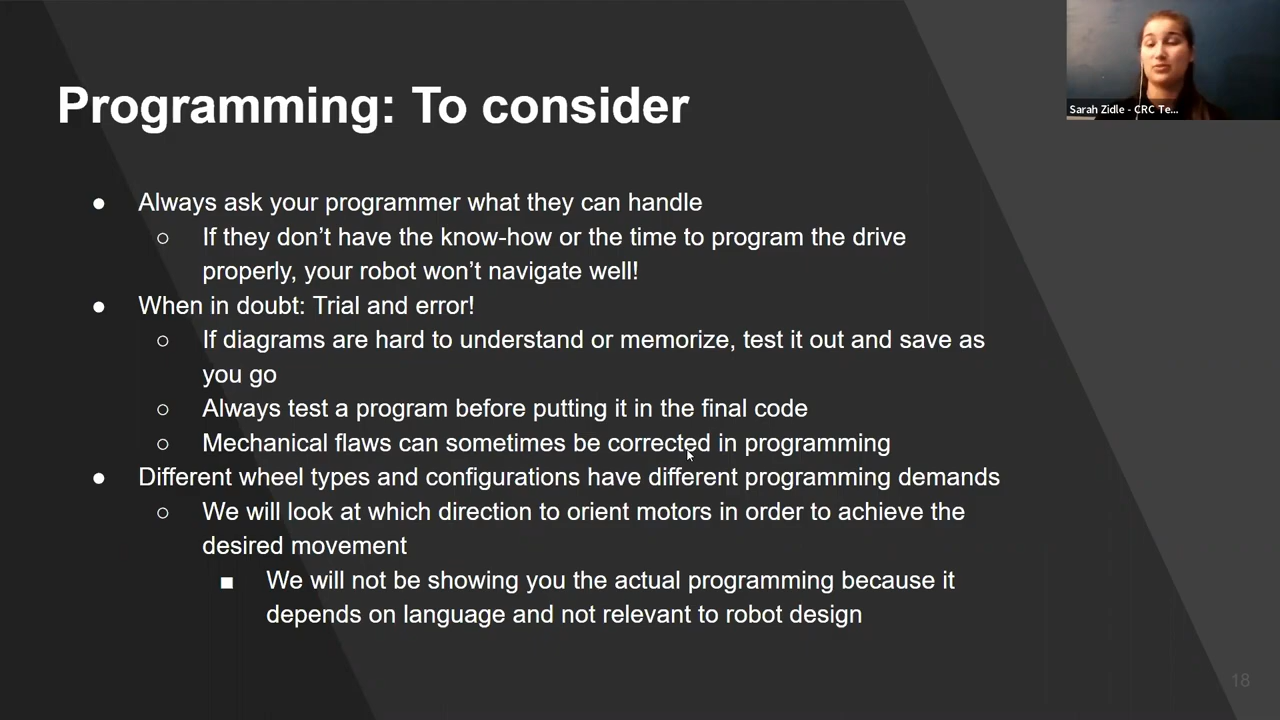 Sarah Zidle - CRC Te...
Programming: To consider
● Always ask your programmer what they can handle
○ If they don’t have the know-how or the time to program the drive
properly, your robot won’t navigate well!
● When in doubt: Trial and error!
○ If diagrams are hard to understand or memorize, test it out and save as
you go
○ Always test a program before putting it in the final code
○ Mechanical flaws can sometimes be corrected in programming
● Different wheel types and configurations have different programming demands
○ We will look at which direction to orient motors in order to achieve the
desired movement
■ We will not be showing you the actual programming because it
depends on language and not relevant to robot design
18